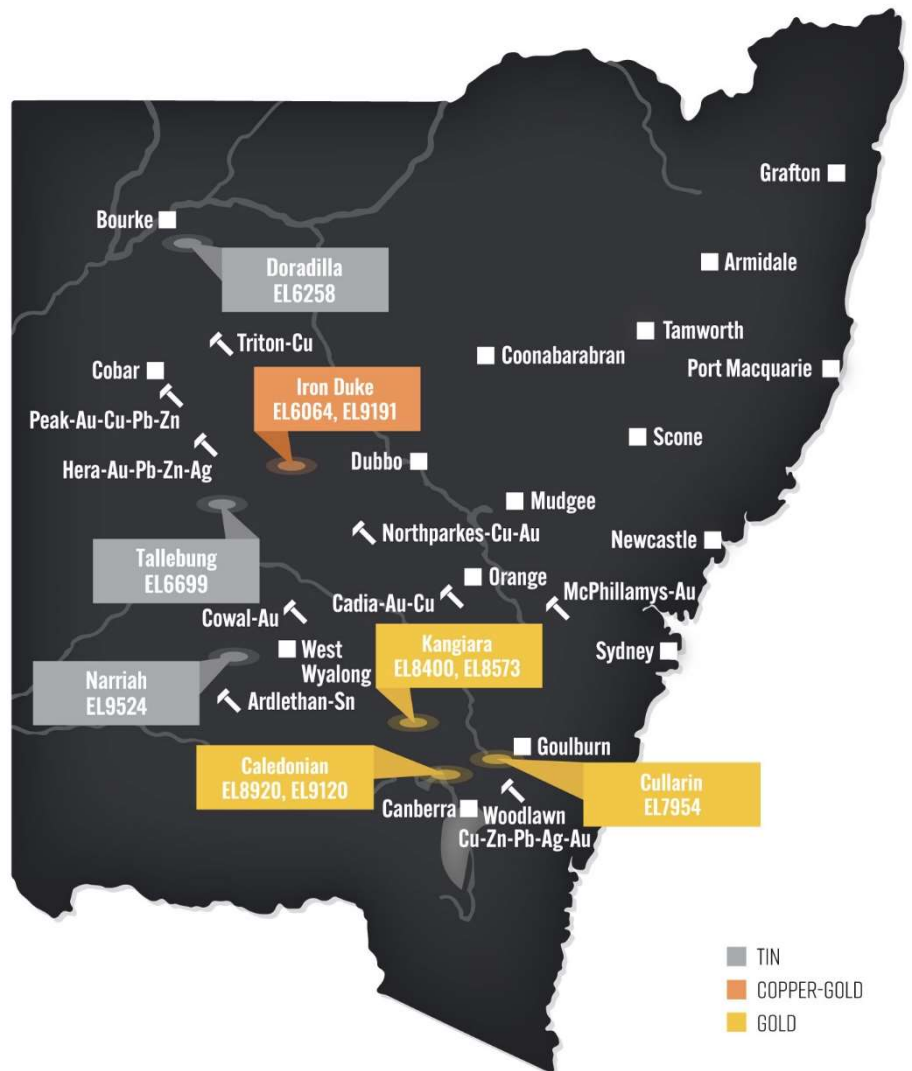 Grafton
Bourke
Doradilla
EL6258
Armidale
Triton-Cu
Tamworth
Coonabarabran
Cobar
Port Macquarie
Iron Duke
EL6064, EL9191
Peak-Au-Cu-Pb-Zn
Scone
Hera-Au-Pb-Zn-Ag
Dubbo
Mudgee
Northparkes-Cu-Au
Newcastle
Tallebung
EL6699
Orange
McPhillamys-Au
Cadia-Au-Cu
Cowal-Au
West
Wyalong
Kangiara
EL8400, EL8573
Sydney
Narriah
EL9524
Ardlethan-Sn
Goulburn
Caledonian
EL8920, EL9120
Cullarin
EL7954
Canberra
Woodlawn
Cu-Zn-Pb-Ag-Au
TIN
COPPER-GOLD
GOLD